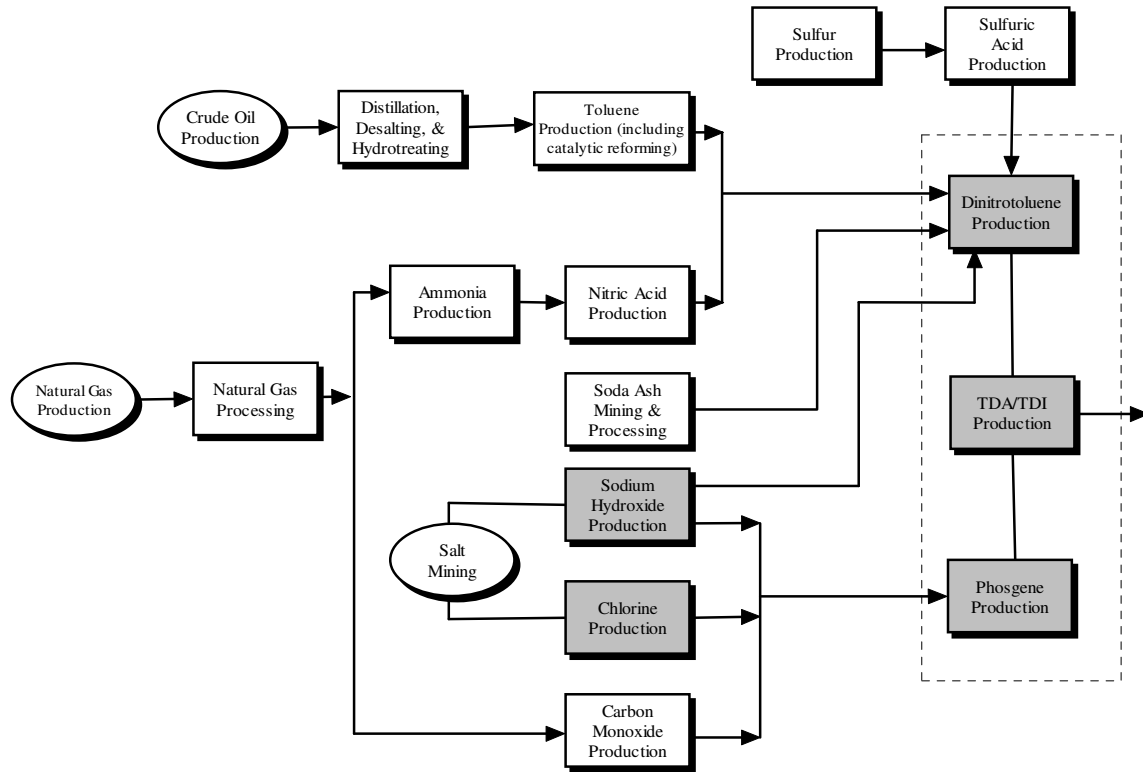 Sulfur
Production
Sulfuric
Acid
Production
Crude Oil
Production
Distillation,
Desalting, &
Hydrotreating
Toluene
Production (including
catalytic reforming)
Dinitrotoluene
Production
Ammonia
Production
Nitric Acid
Production
Natural Gas
Production
Natural Gas
Processing
Soda Ash
Mining &
Processing
TDA/TDI
Production
Sodium
Hydroxide
Production
Salt
Mining
Chlorine
Production
Phosgene
Production
Carbon
Monoxide
Production